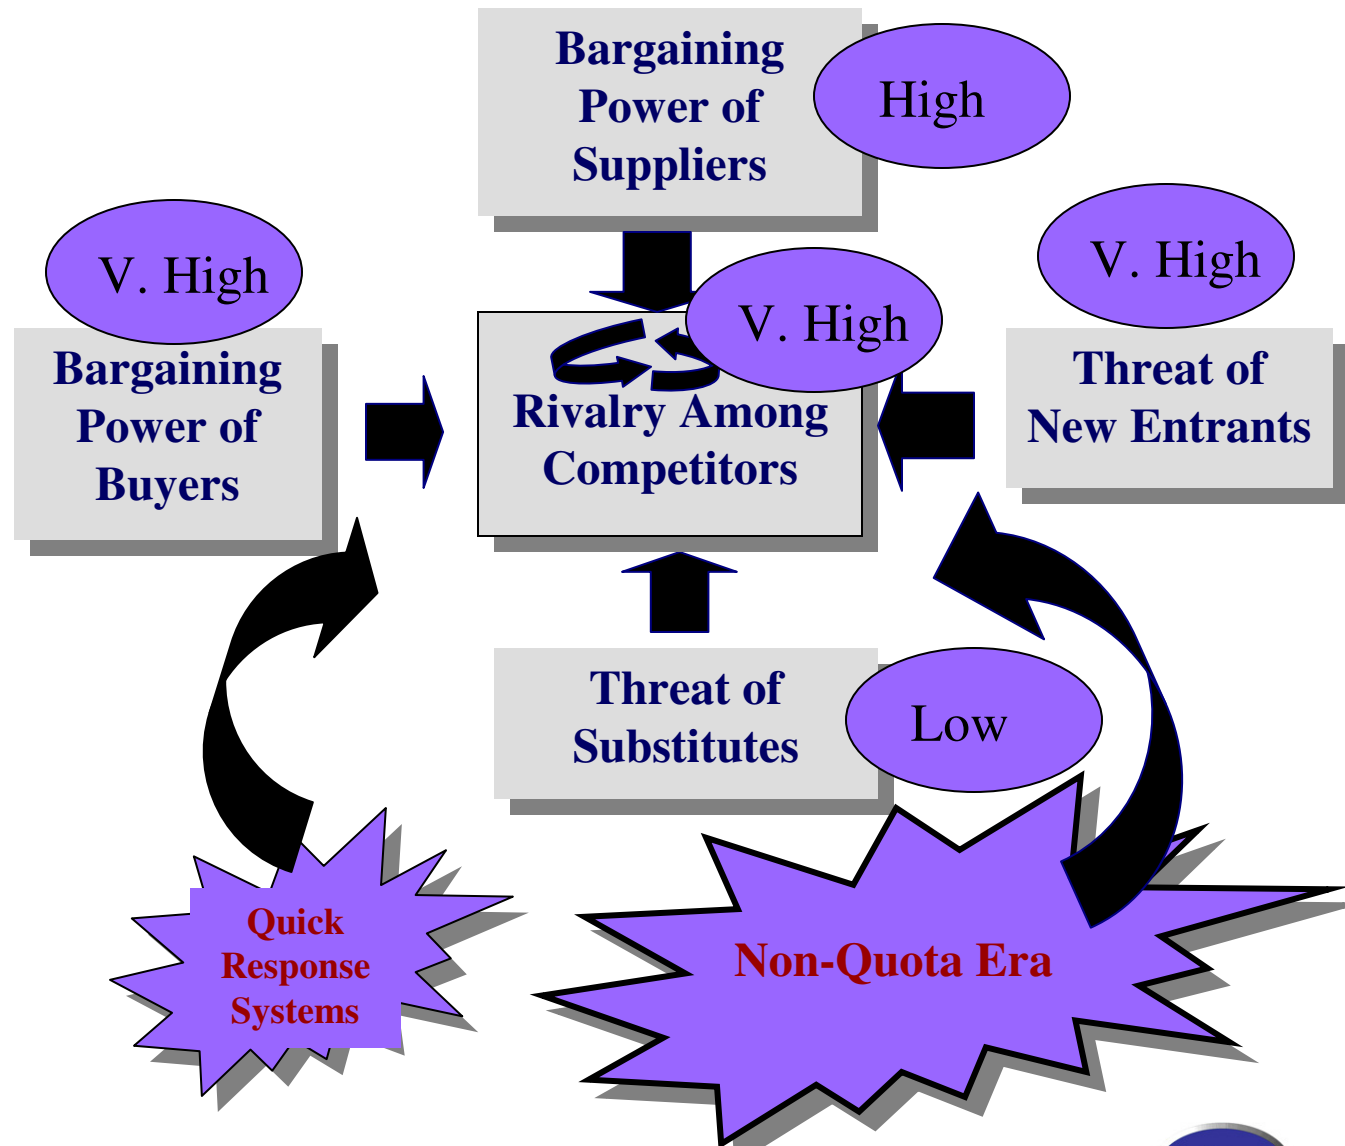 Bargaining
Power of
Suppliers
High
V. High
Bargaining
Power of
Buyers
V. High
Rivalry Among
Competitors
V. High
Threat of
New Entrants
Threat of
Substitutes
Low
Quick
Response
Systems
Non-Quota Era